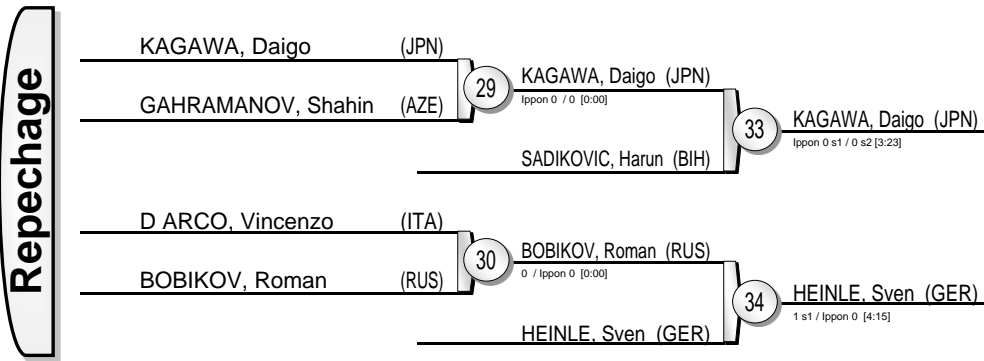 Repechage
KAGAWA, Daigo (JPN)
GAHRAMANOV, Shahin (AZE)
29
KAGAWA, Daigo (JPN)
Ippon 0 / 0 [0:00]
SADIKOVIC, Harun (BIH)
33
KAGAWA, Daigo (JPN)
Ippon 0 s1 / 0 s2 [3:23]
D ARCO, Vincenzo (ITA)
BOBIKOV, Roman (RUS)
30
BOBIKOV, Roman (RUS)
0 / Ippon 0 [0:00]
HEINLE, Sven (GER)
34
HEINLE, Sven (GER)
1 s1 / Ippon 0 [4:15]